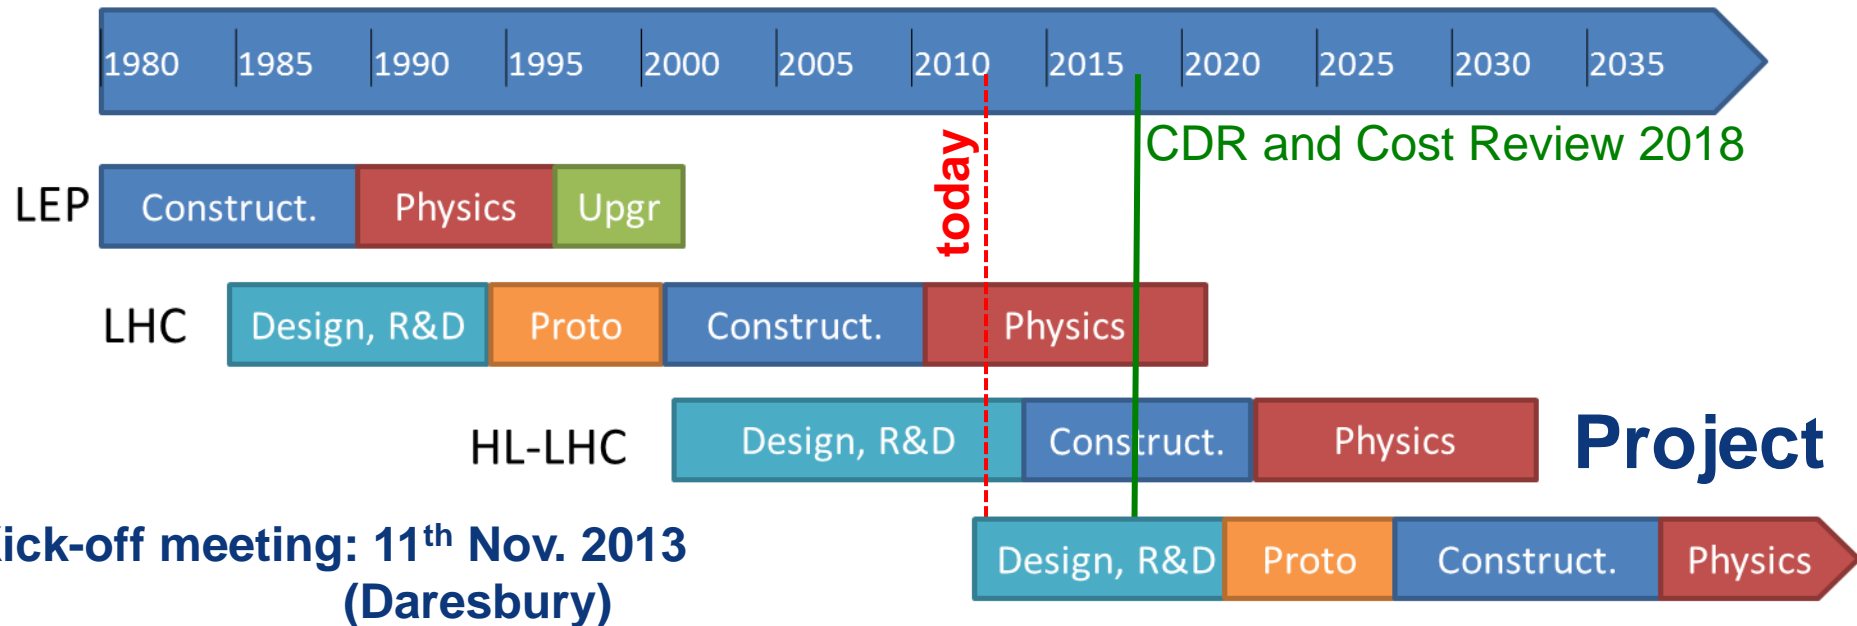 1980 1985 1990 1995 2000 2005 2010 2015 2020 2025 2030 2035
CDR and Cost Review 2018
today
LEP Construct. Physics Upgr
LHC Design, R&D Proto Construct. Physics
HL-LHC Design, R&D Construct. Physics Project
ick-off meeting: 11th Nov. 2013
(Daresbury)
Design, R&D Proto Construct. Physics